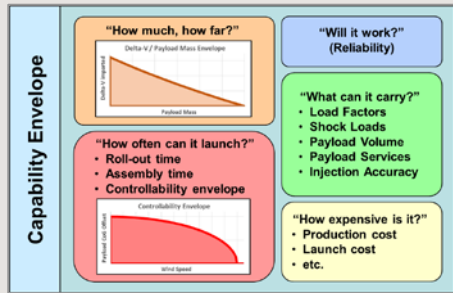 Capability Envelope
“How much, how far?”
Delta-V / Payload Mass Envelope
Delta-V Imparted
Payload Mass
“How often can it launch?”
• Roll-out time
• Assembly time
• Controllability envelope
Controllability Envelope
Payload CoG Offset
Wind Speed
“Will it work?”
(Reliability)
“What can it carry?”
• Load Factors
• Shock Loads
• Payload Volume
• Payload Services
• Injection Accuracy
“How expensive is it?”
• Production cost
• Launch cost
• etc.